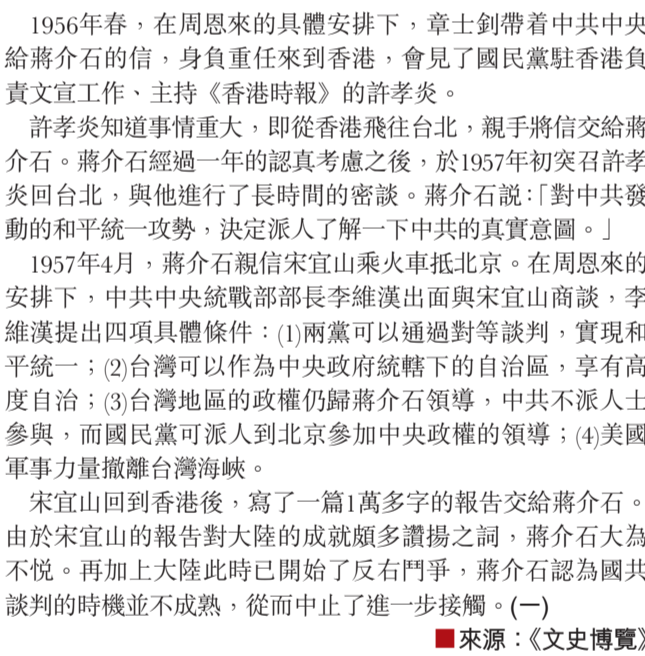 1956年春，在周恩來的具體安排下，章士釗帶着中共中央
給蔣介石的信，身負重任來到香港，會見了國民黨駐香港負
責文宣工作、主持《香港時報》的許孝炎。
許孝炎知道事情重大，即從香港飛往台北，親手將信交給蔣
介石。蔣介石經過一年的認真考慮之後，於1957年初突召許孝
炎回台北，與他進行了長時間的密談。蔣介石説：「對中共發
動的和平統一攻勢，決定派人了解一下中共的真實意圖。」
1957年4月，蔣介石親信宋宜山乘火車抵北京。在周恩來的
安排下，中共中央統戰部部長李維漢出面與宋宜山商談，李
維漢提出四項具體條件：(1)兩黨可以通過對等談判，實現和
平統一；(2)台灣可以作為中央政府統轄下的自治區，享有高
度自治；(3)台灣地區的政權仍歸蔣介石領導，中共不派人士
參與，而國民黨可派人到北京參加中央政權的領導；(4)美國
軍事力量撤離台灣海峽。
宋宜山回到香港後，寫了一篇1萬多字的報告交給蔣介石。
由於宋宜山的報告對大陸的成就頗多讚揚之詞，蔣介石大為
不悦。再加上大陸此時已開始了反右鬥爭，蔣介石認為國共
談判的時機並不成熟，從而中止了進一步接觸。(一)
■來源：《文史博覽》